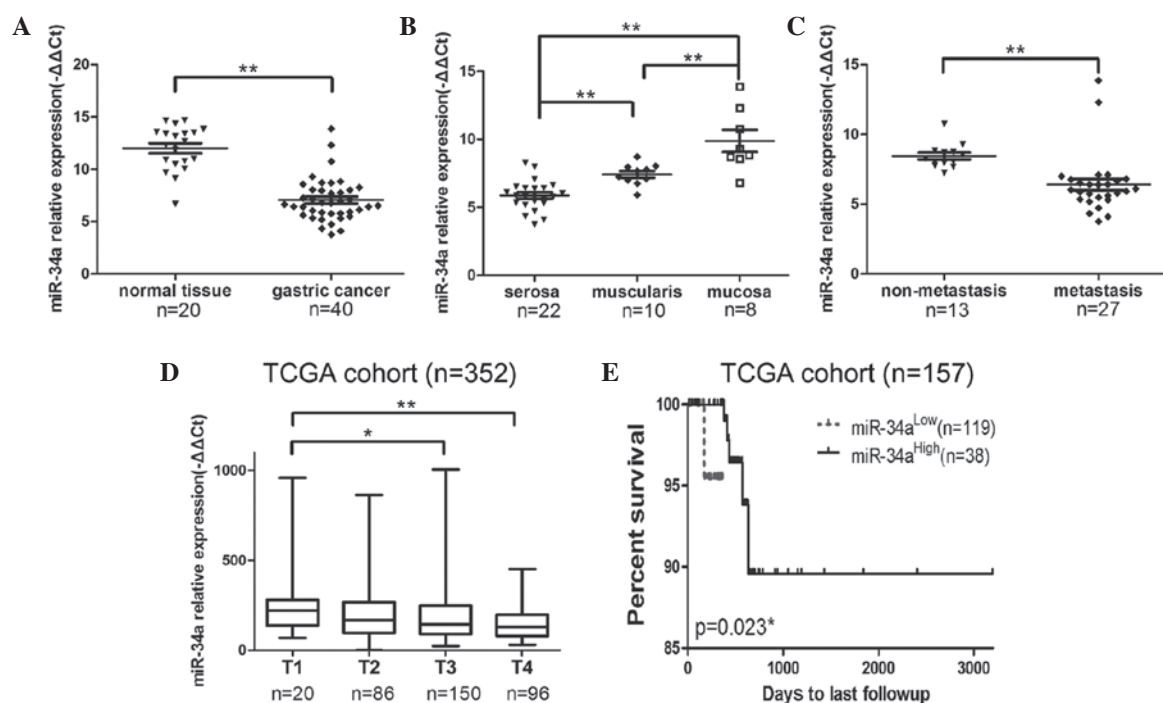 A
miR-34a relative expression(-ΔΔCt)
20
15
10
5
0
**
normal tissue
n=20
gastric cancer
n=40
B
miR-34a relative expression(-ΔΔCt)
15
10
5
0
**
**
**
serosa
n=22
muscularis
n=10
mucosa
n=8
C
miR-34a relative expression(-ΔΔCt)
15
10
5
0
**
non-metastasis
n=13
metastasis
n=27
D
TCGA cohort (n=352)
miR-34a relative expression(-ΔΔCt)
1000
500
0
**
*
T1
T2
T3
T4
n=20
n=86
n=150
n=96
E
TCGA cohort (n=157)
Percent survival
100
95
90
85
miR-34aLow(n=119)
miR-34aHigh(n=38)
p=0.023*
0
1000
2000
3000
Days to last followup